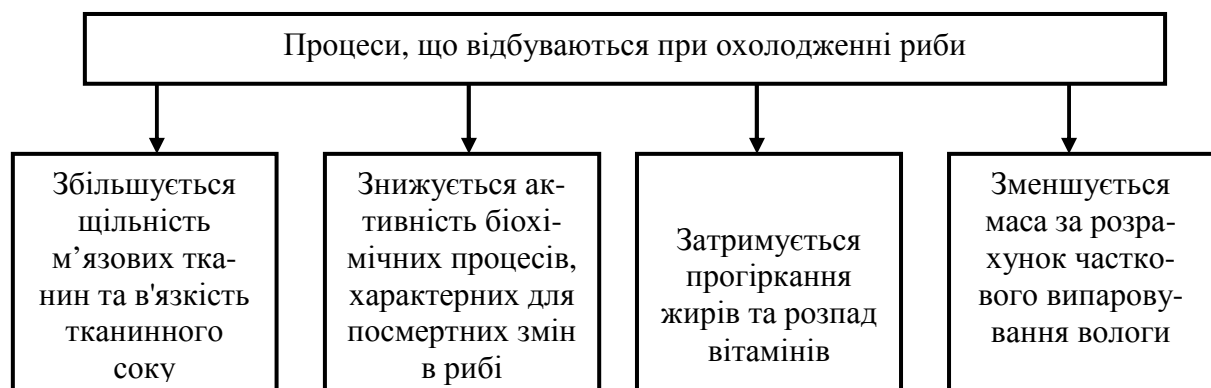 Процеси, що відбуваються при охолодженні риби
Збільшується
щільність
м’язових тка-
нин та в'язкість
тканинного
соку
Знижується ак-
тивність біохі-
мічних процесів,
характерних для
посмертних змін
в рибі
Затримується
прогіркання
жирів та розпад
вітамінів
Зменшується
маса за розра-
хунок частко-
вого випарову-
вання вологи